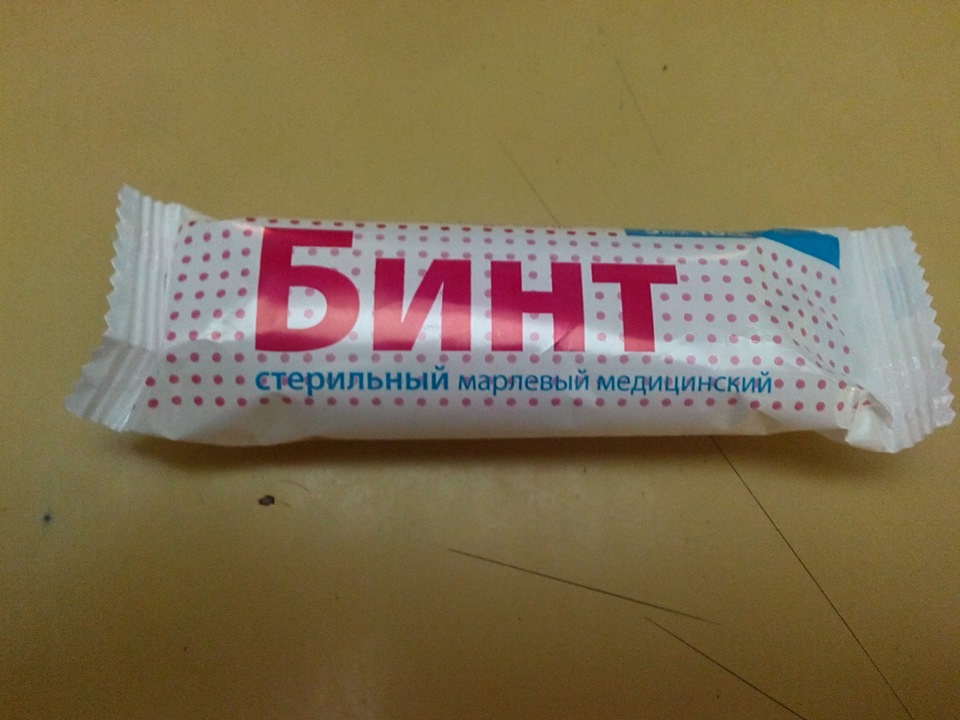 Бинт
стерильный марлевый медицинский